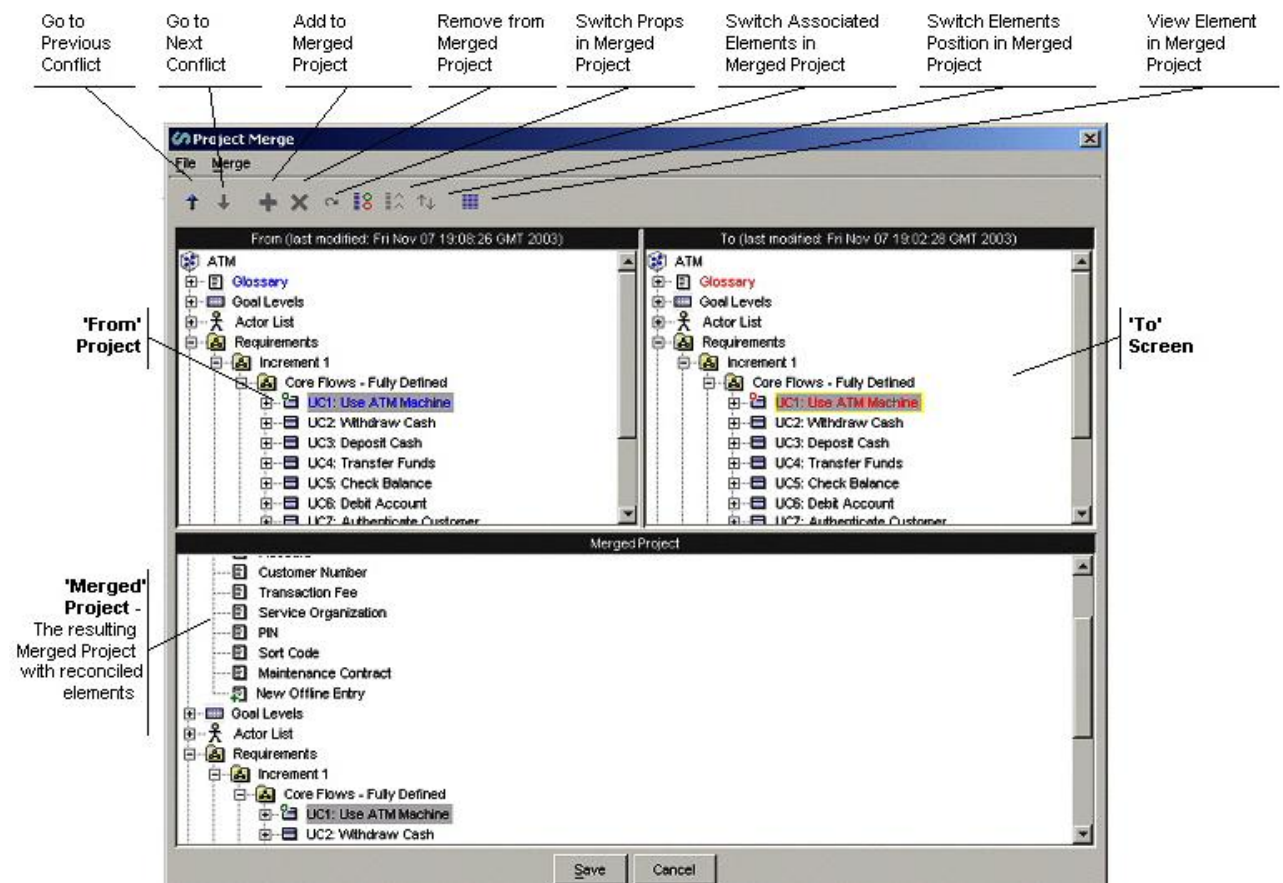 Go to
Previous
Conflict
Go to
Next
Conflict
Add to
Merged
Project
Remove from
Merged
Project
Switch Props
in Merged
Project
Switch Associated
Elements in
Merged Project
Switch Elements
Position in Merged
Project
View Element
in Merged
Project
Project Merge
File Merge
From (last modified: Fri Nov 07 19:08:26 GMT 2003)
ATM
Glossary
Goal Levels
Actor List
Requirements
Increment 1
Core Flows - Fully Defined
UC1: Use ATM Machine
UC2: Withdraw Cash
UC3: Deposit Cash
UC4: Transfer Funds
UC5: Check Balance
UC6: Debit Account
UC7: Authenticate Customer
To (last modified: Fri Nov 07 19:02:28 GMT 2003)
ATM
Glossary
Goal Levels
Actor List
Requirements
Increment 1
Core Flows - Fully Defined
UC1: Use ATM Machine
UC2: Withdraw Cash
UC3: Deposit Cash
UC4: Transfer Funds
UC5: Check Balance
UC6: Debit Account
UC7: Authenticate Customer
'From'
Project
'To'
Screen
Merged Project
Customer Number
Transaction Fee
Service Organization
PIN
Sort Code
Maintenance Contract
New Offline Entry
Goal Levels
Actor List
Requirements
Increment 1
Core Flows - Fully Defined
UC1: Use ATM Machine
UC2: Withdraw Cash
'Merged'
Project -
The resulting
Merged Project
with reconciled
elements
Save
Cancel